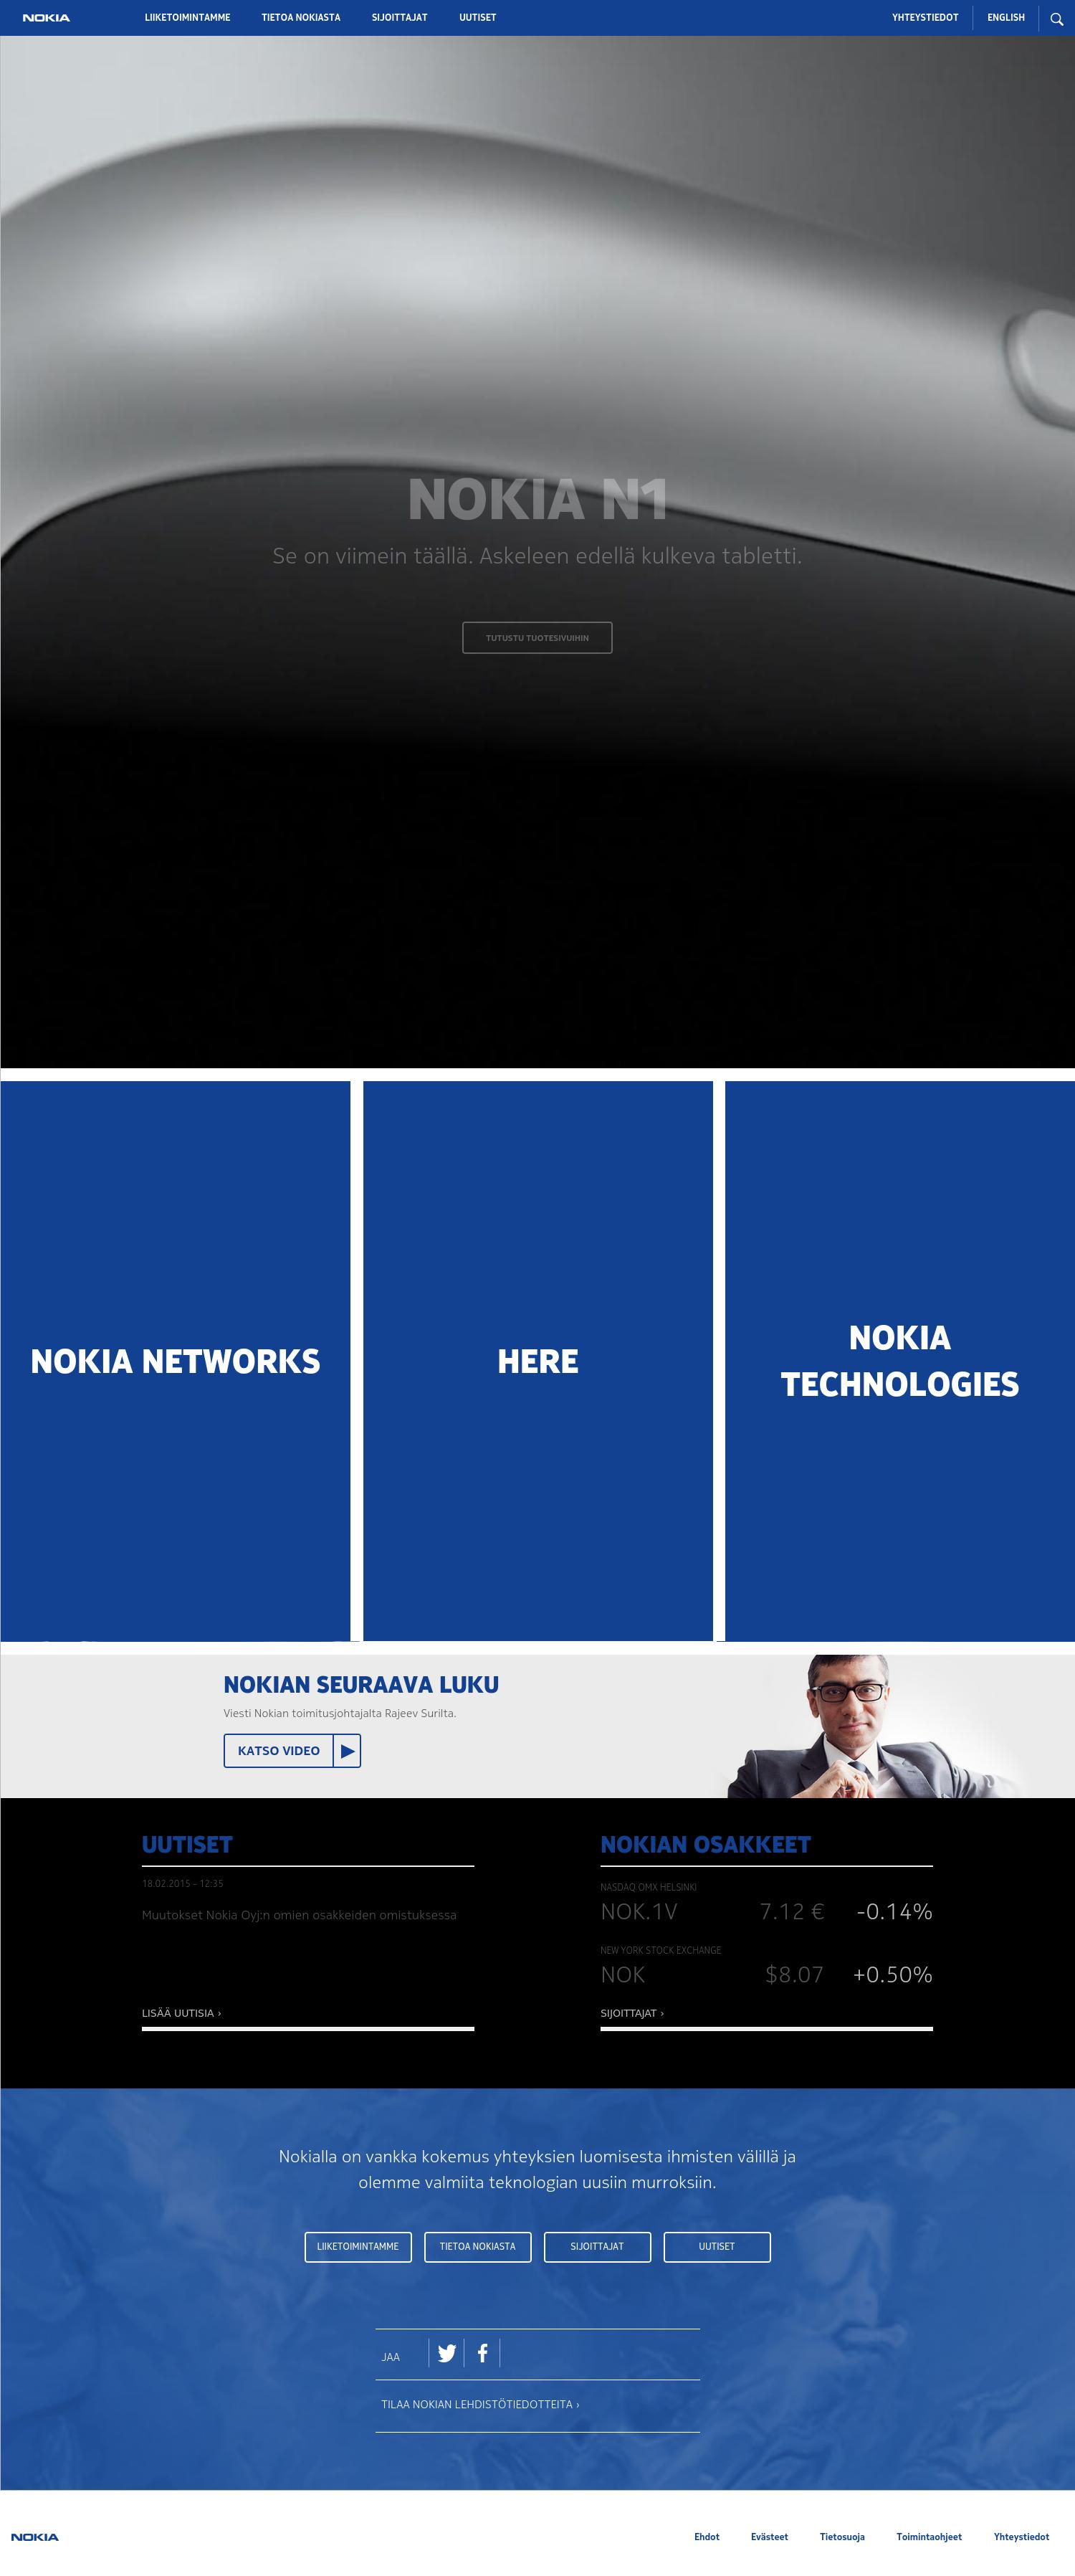 NOKIA
LIIKETOIMINTAMME
TIETOA NOKIASTA
SIJOITTAJAT
UUTISET
YHTEYSTIEDOT
ENGLISH
NOKIA N1
Se on viimein täällä. Askeleen edellä kulkeva tabletti.
TUTUSTU TUOTESIVUIHIN
NOKIA NETWORKS
HERE
NOKIA
TECHNOLOGIES
NOKIAN SEURAAVA LUKU
Viesti Nokian toimitusjohtajalta Rajeev Surilta.
KATSO VIDEO
UUTISET
18.02.2015 - 12:35
Muutokset Nokia Oyj:n omien osakkeiden omistuksessa
LISÄÄ UUTISIA ›
NOKIAN OSAKKEET
NASDAQ OMX HELSINKI
NOK.1V 7.12 € -0.14%
NEW YORK STOCK EXCHANGE
NOK $8.07 +0.50%
SIJOITTAJAT ›
Nokialla on vankka kokemus yhteyksien luomisesta ihmisten välillä ja
olemme valmiita teknologian uusiin murroksiin.
LIIKETOIMINTAMME
TIETOA NOKIASTA
SIJOITTAJAT
UUTISET
JAA
TILAA NOKIAN LEHDISTÖTIEDOTTEITA ›
NOKIA
Ehdot
Evästeet
Tietosuoja
Toimintaohjeet
Yhteystiedot